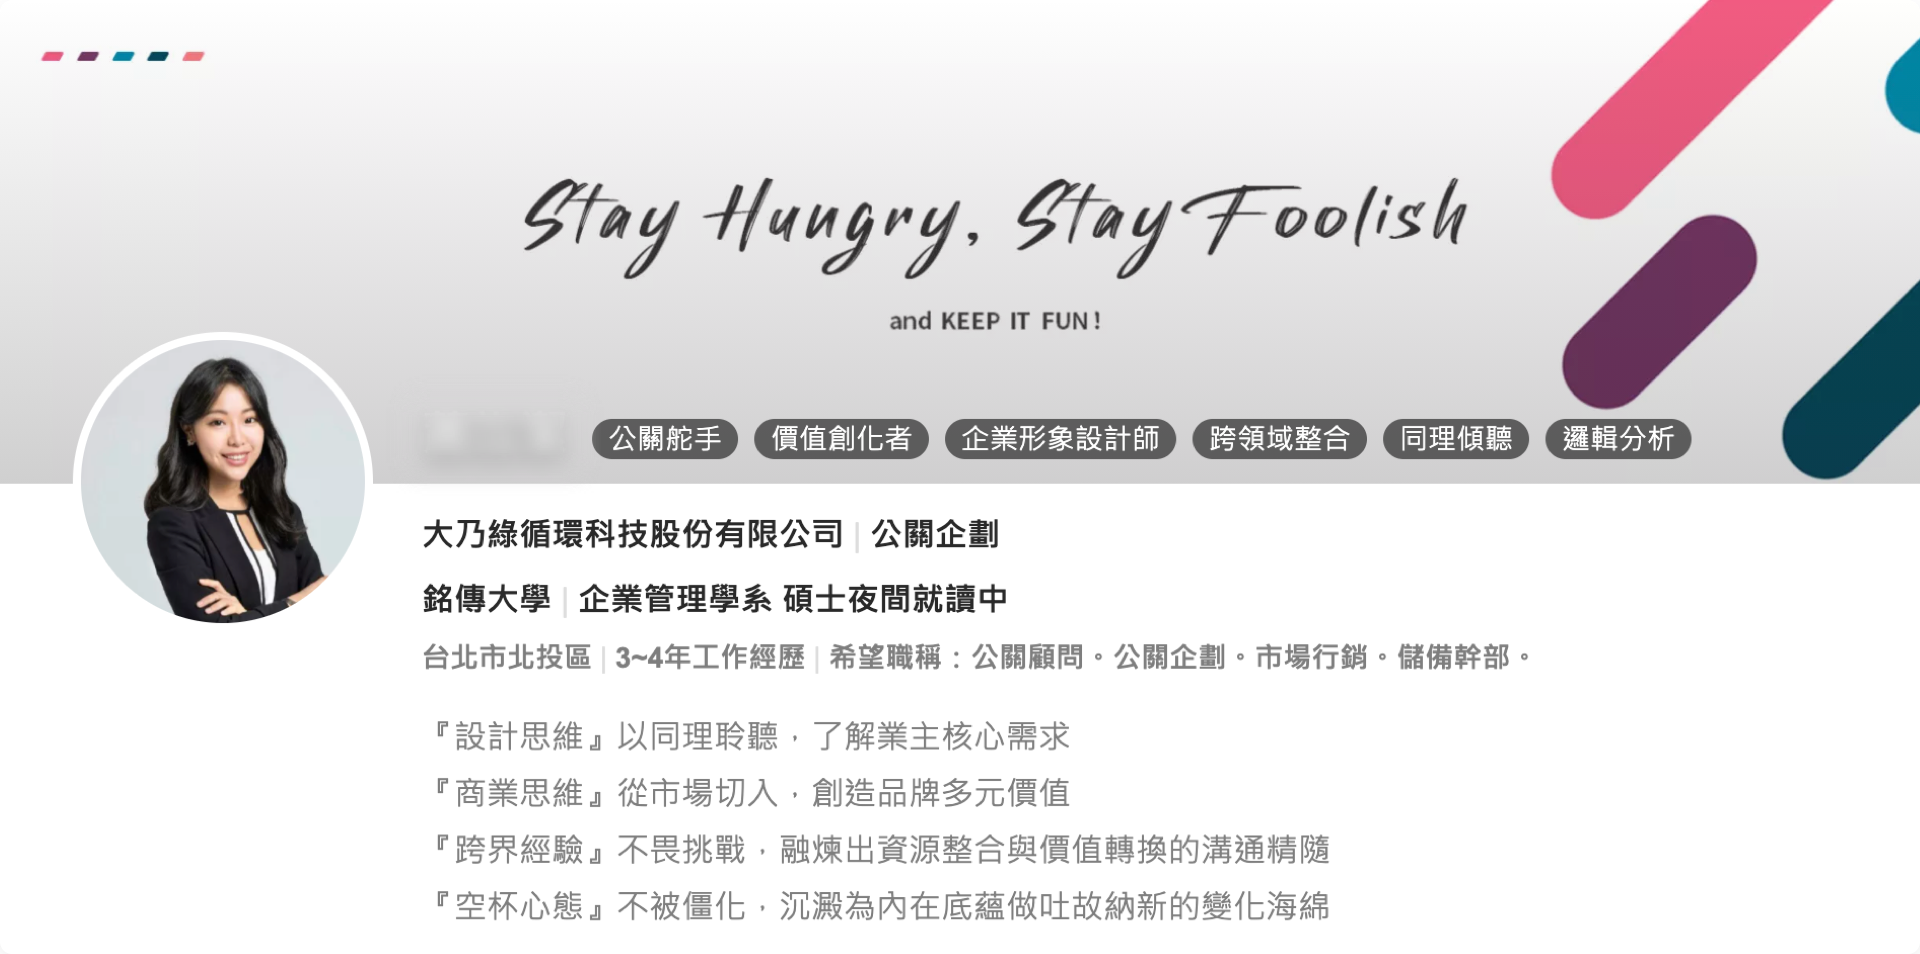 Stay Hungry, Stay Foolish
and KEEP IT FUN!
公關舵手 價值創化者 企業形象設計師 跨領域整合 同理傾聽 邏輯分析
大乃綠循環科技股份有限公司 | 公關企劃
銘傳大學 | 企業管理學系 碩士夜間就讀中
台北市北投區 | 3~4年工作經歷 | 希望職稱：公關顧問。公關企劃。市場行銷。儲備幹部。
『設計思維』以同理聆聽，了解業主核心需求
『商業思維』從市場切入，創造品牌多元價值
『跨界經驗』不畏挑戰，融煉出資源整合與價值轉換的溝通精隨
『空杯心態』不被僵化，沉澱為內在底蘊做吐故納新的變化海綿